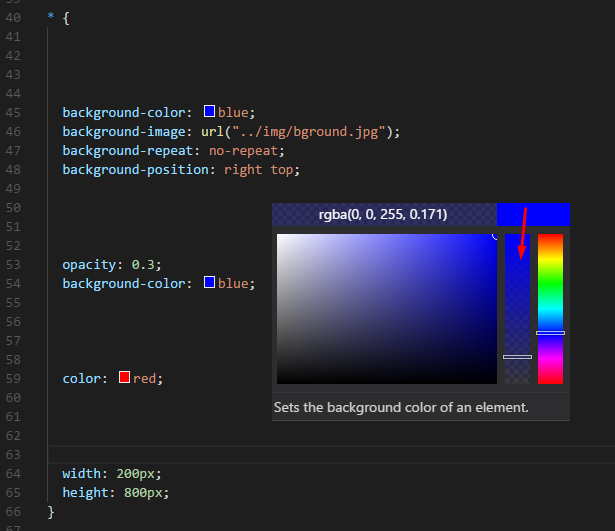 40 * {
41
42
43
44
45 background-color: blue;
46 background-image: url("../img/bground.jpg");
47 background-repeat: no-repeat;
48 background-position: right top;
49
50
rgba(0, 0, 255, 0.171)
51
52
53 opacity: 0.3;
54 background-color: blue;
55
56
57
58
59 color: red;
60
Sets the background color of an element.
61
62
63
64 width: 200px;
65 height: 800px;
66 }